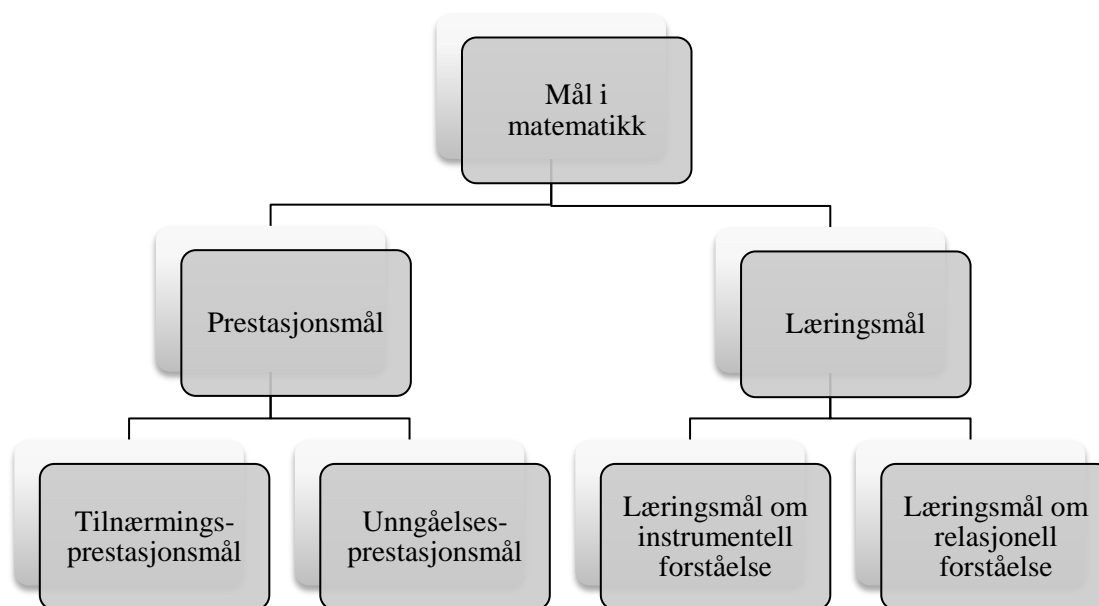 Mål i
matematikk
Prestasjonsmål
Læringsmål
Tilnærmings-
prestasjonsmål
Unngåelses-
prestasjonsmål
Læringsmål om
instrumentell
forståelse
Læringsmål om
relasjonell
forståelse